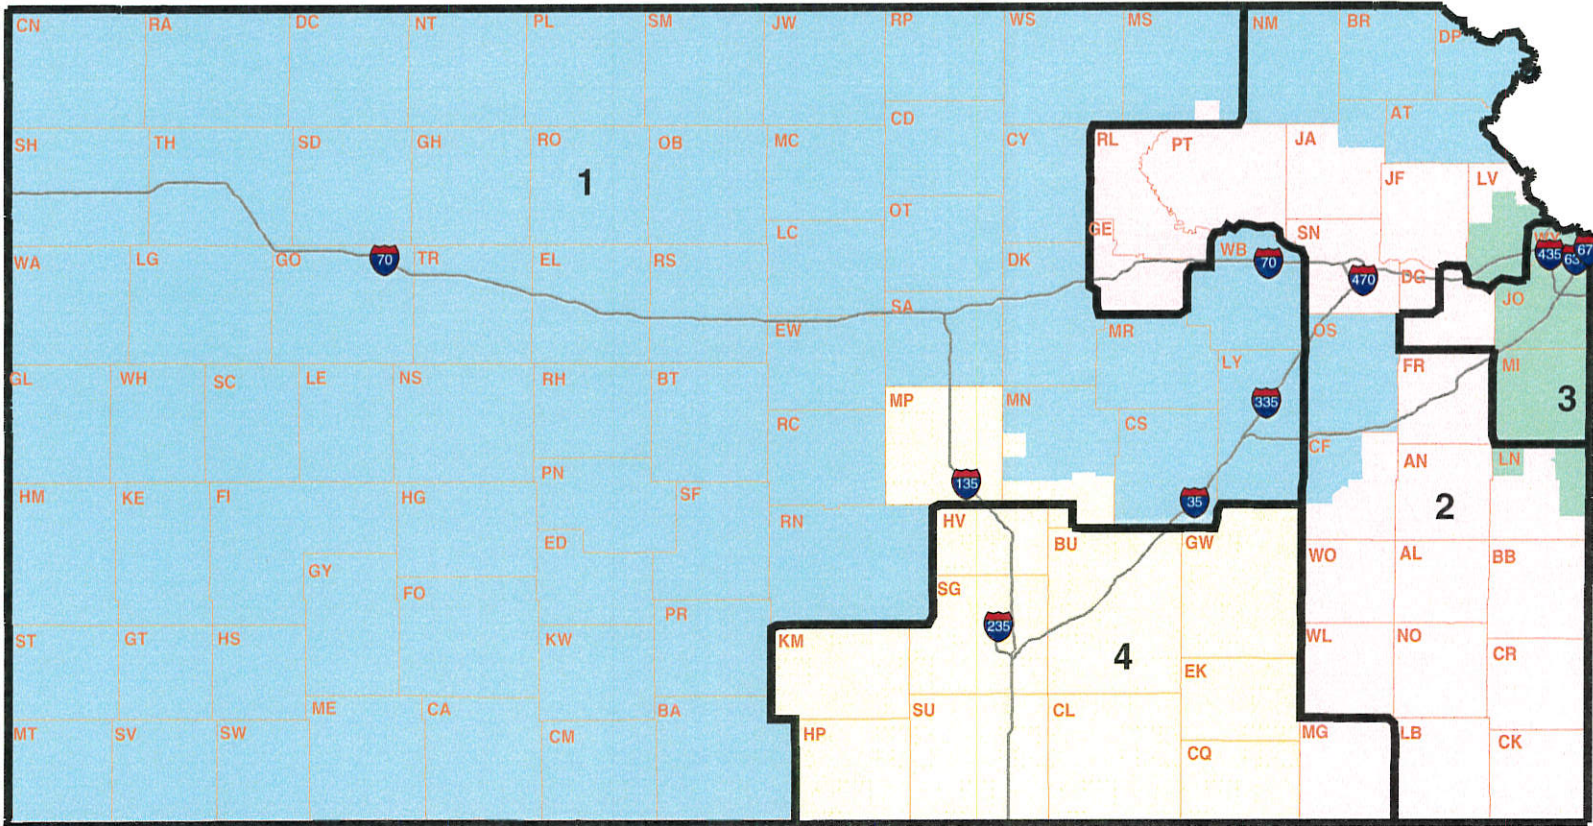 CN RA DC NT PL SM JW RP WS MS NM BR DP
CD AT
SH TH SD GH RO OB MC CY RL PT JA
1
JF LV
OT
LC GE SN WY
WA LG GO 70 TR EL RS DK WB 70 435 63 67
470 DG
SA JO
EW MR OS
LY
GL WH SC LE NS RH BT FR MI
335 3
MP MN
RC CS
CF
PN AN LN
HM KE FI HG SF 135 35
2
RN HV
ED BU GW
WO AL BB
GY
FO SG
PR
235
ST GT HS KW KM WL NO
4 CR
EK
ME CA BA SU CL
MT SV SW CM HP MG LB
CK
CQ